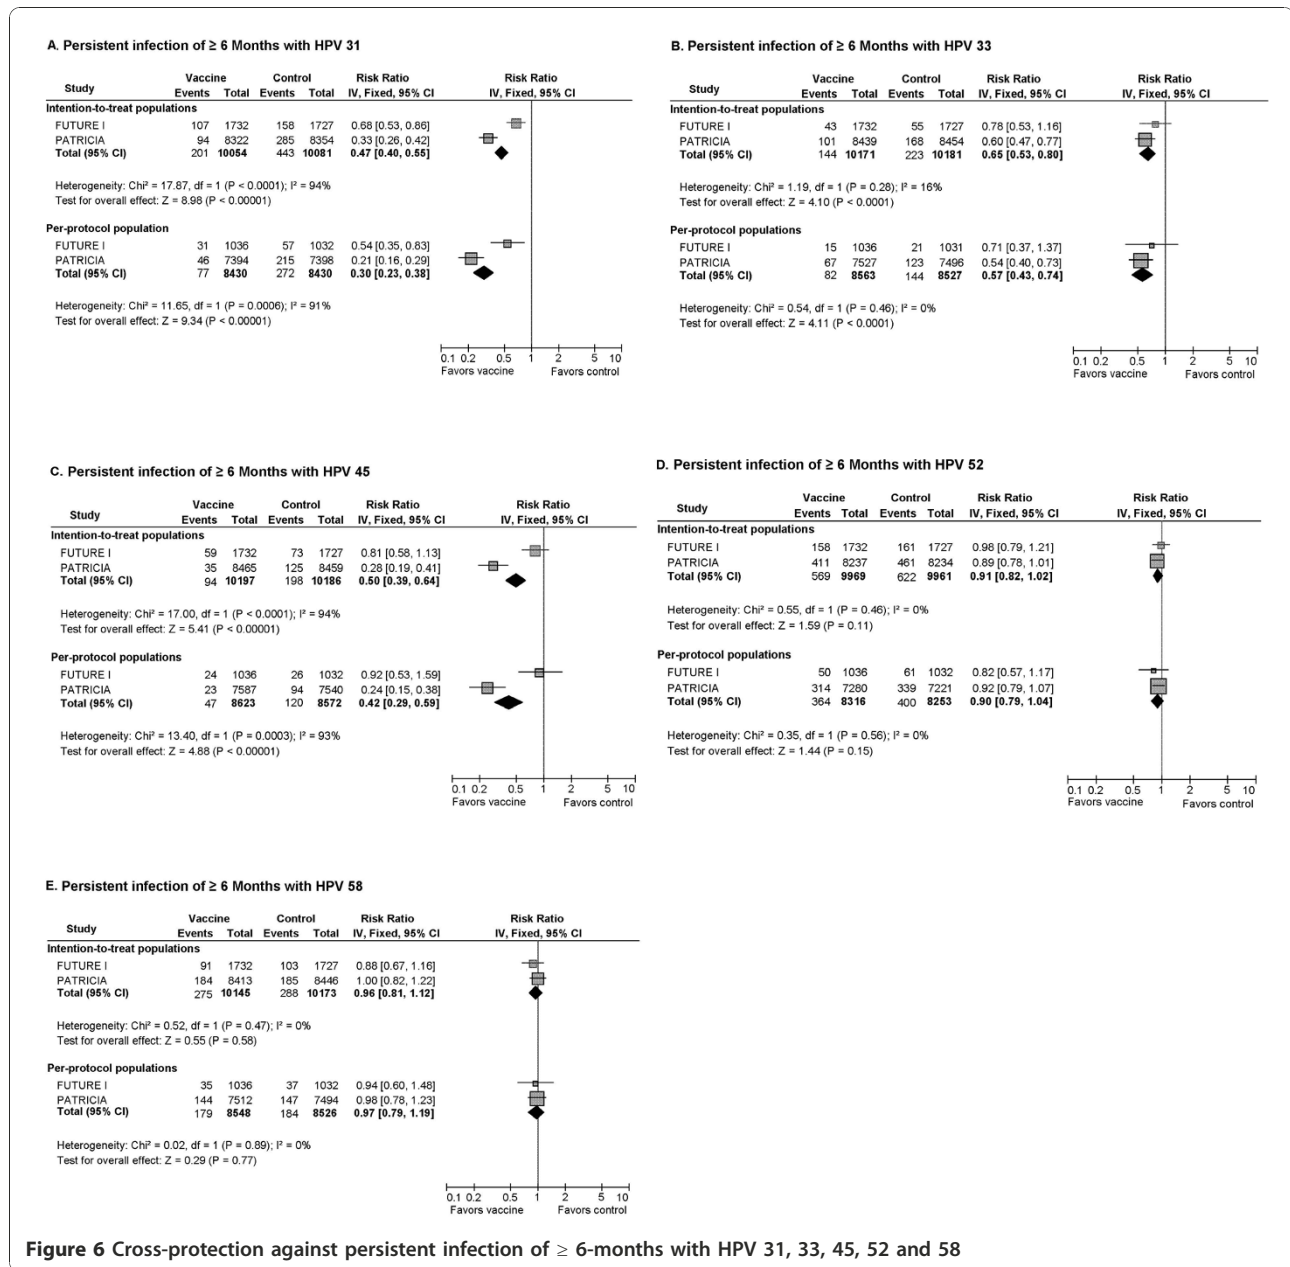 A. Persistent infection of ≥ 6 Months with HPV 31
Vaccine Control Risk Ratio Risk Ratio
Study Events Total Events Total IV, Fixed, 95% CI IV, Fixed, 95% CI
Intention-to-treat populations
FUTURE I 107 1732 158 1727 0.68 [0.53, 0.86]
PATRICIA 94 8322 285 8354 0.33 [0.26, 0.42]
Total (95% CI) 201 10054 443 10081 0.47 [0.40, 0.55]
Heterogeneity: Chi² = 17.87, df = 1 (P < 0.0001); I² = 94%
Test for overall effect: Z = 8.98 (P < 0.00001)
Per-protocol population
FUTURE I 31 1036 57 1032 0.54 [0.35, 0.83]
PATRICIA 46 7394 215 7398 0.21 [0.16, 0.29]
Total (95% CI) 77 8430 272 8430 0.30 [0.23, 0.38]
Heterogeneity: Chi² = 11.65, df = 1 (P = 0.0006); I² = 91%
Test for overall effect: Z = 9.34 (P < 0.00001)
0.1 0.2 0.5 1 2 5 10
Favors vaccine Favors control
B. Persistent infection of ≥ 6 Months with HPV 33
Vaccine Control Risk Ratio Risk Ratio
Study Events Total Events Total IV, Fixed, 95% CI IV, Fixed, 95% CI
Intention-to-treat populations
FUTURE I 43 1732 55 1727 0.78 [0.53, 1.16]
PATRICIA 101 8439 168 8454 0.60 [0.47, 0.77]
Total (95% CI) 144 10171 223 10181 0.65 [0.53, 0.80]
Heterogeneity: Chi² = 1.19, df = 1 (P = 0.28); I² = 16%
Test for overall effect: Z = 4.10 (P < 0.0001)
Per-protocol populations
FUTURE I 15 1036 21 1031 0.71 [0.37, 1.37]
PATRICIA 67 7527 123 7496 0.54 [0.40, 0.73]
Total (95% CI) 82 8563 144 8527 0.57 [0.43, 0.74]
Heterogeneity: Chi² = 0.54, df = 1 (P = 0.46); I² = 0%
Test for overall effect: Z = 4.11 (P < 0.0001)
0.1 0.2 0.5 1 2 5 10
Favors vaccine Favors control
C. Persistent infection of ≥ 6 Months with HPV 45
Vaccine Control Risk Ratio Risk Ratio
Study Events Total Events Total IV, Fixed, 95% CI IV, Fixed, 95% CI
Intention-to-treat populations
FUTURE I 59 1732 73 1727 0.81 [0.58, 1.13]
PATRICIA 35 8465 125 8459 0.28 [0.19, 0.41]
Total (95% CI) 94 10197 198 10186 0.50 [0.39, 0.64]
Heterogeneity: Chi² = 17.00, df = 1 (P < 0.0001); I² = 94%
Test for overall effect: Z = 5.41 (P < 0.00001)
Per-protocol populations
FUTURE I 24 1036 26 1032 0.92 [0.53, 1.59]
PATRICIA 23 7587 94 7540 0.24 [0.15, 0.38]
Total (95% CI) 47 8623 120 8572 0.42 [0.29, 0.59]
Heterogeneity: Chi² = 13.40, df = 1 (P = 0.0003); I² = 93%
Test for overall effect: Z = 4.88 (P < 0.00001)
0.1 0.2 0.5 1 2 5 10
Favors vaccine Favors control
D. Persistent infection of ≥ 6 Months with HPV 52
Vaccine Control Risk Ratio Risk Ratio
Study Events Total Events Total IV, Fixed, 95% CI IV, Fixed, 95% CI
Intention-to-treat populations
FUTURE I 158 1732 161 1727 0.98 [0.79, 1.21]
PATRICIA 411 8237 461 8234 0.89 [0.78, 1.01]
Total (95% CI) 569 9969 622 9961 0.91 [0.82, 1.02]
Heterogeneity: Chi² = 0.55, df = 1 (P = 0.46); I² = 0%
Test for overall effect: Z = 1.59 (P = 0.11)
Per-protocol populations
FUTURE I 50 1036 61 1032 0.82 [0.57, 1.17]
PATRICIA 314 7280 339 7221 0.92 [0.79, 1.07]
Total (95% CI) 364 8316 400 8253 0.90 [0.79, 1.04]
Heterogeneity: Chi² = 0.35, df = 1 (P = 0.56); I² = 0%
Test for overall effect: Z = 1.44 (P = 0.15)
0.1 0.2 0.5 1 2 5 10
Favors vaccine Favors control
E. Persistent infection of ≥ 6 Months with HPV 58
Vaccine Control Risk Ratio Risk Ratio
Study Events Total Events Total IV, Fixed, 95% CI IV, Fixed, 95% CI
Intention-to-treat populations
FUTURE I 91 1732 103 1727 0.88 [0.67, 1.16]
PATRICIA 184 8413 185 8446 1.00 [0.82, 1.22]
Total (95% CI) 275 10145 288 10173 0.96 [0.81, 1.12]
Heterogeneity: Chi² = 0.52, df = 1 (P = 0.47); I² = 0%
Test for overall effect: Z = 0.55 (P = 0.58)
Per-protocol populations
FUTURE I 35 1036 37 1032 0.94 [0.60, 1.48]
PATRICIA 144 7512 147 7494 0.98 [0.78, 1.23]
Total (95% CI) 179 8548 184 8526 0.97 [0.79, 1.19]
Heterogeneity: Chi² = 0.02, df = 1 (P = 0.89); I² = 0%
Test for overall effect: Z = 0.29 (P = 0.77)
0.1 0.2 0.5 1 2 5 10
Favors vaccine Favors control
Figure 6 Cross-protection against persistent infection of ≥ 6-months with HPV 31, 33, 45, 52 and 58